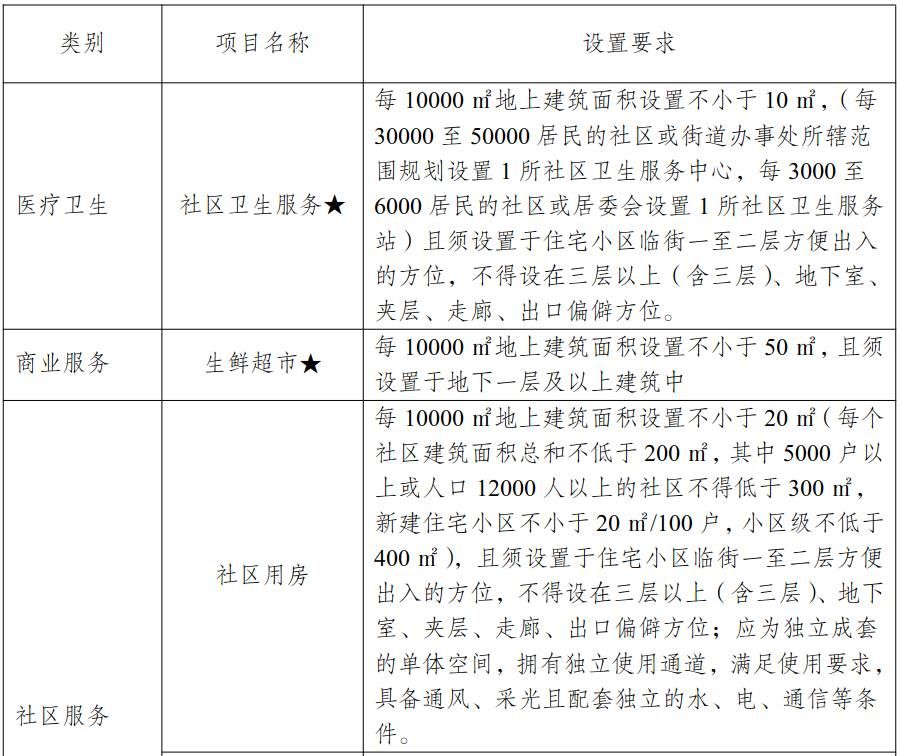 类别 项目名称 设置要求
医疗卫生
社区卫生服务★
每 10000 ㎡地上建筑面积设置不小于 10 ㎡，（每
30000 至 50000 居民的社区或街道办事处所辖范
围规划设置 1 所社区卫生服务中心，每 3000 至
6000 居民的社区或居委会设置 1 所社区卫生服务
站）且须设置于住宅小区临街一至二层方便出入
的方位，不得设在三层以上（含三层）、地下室、
夹层、走廊、出口偏僻方位。
商业服务
生鲜超市★
每 10000 ㎡地上建筑面积设置不小于 50 ㎡，且须
设置于地下一层及以上建筑中
社区服务
社区用房
每 10000 ㎡地上建筑面积设置不小于 20 ㎡（每个
社区建筑面积总和不低于 200 ㎡，其中 5000 户以
上或人口 12000 人以上的社区不得低于 300 ㎡，
新建住宅小区不小于 20 ㎡/100 户，小区级不低于
400 ㎡），且须设置于住宅小区临街一至二层方便
出入的方位，不得设在三层以上（含三层）、地下
室、夹层、走廊、出口偏僻方位；应为独立成套
的单体空间，拥有独立使用通道，满足使用要求，
具备通风、采光且配套独立的水、电、通信等条
件。